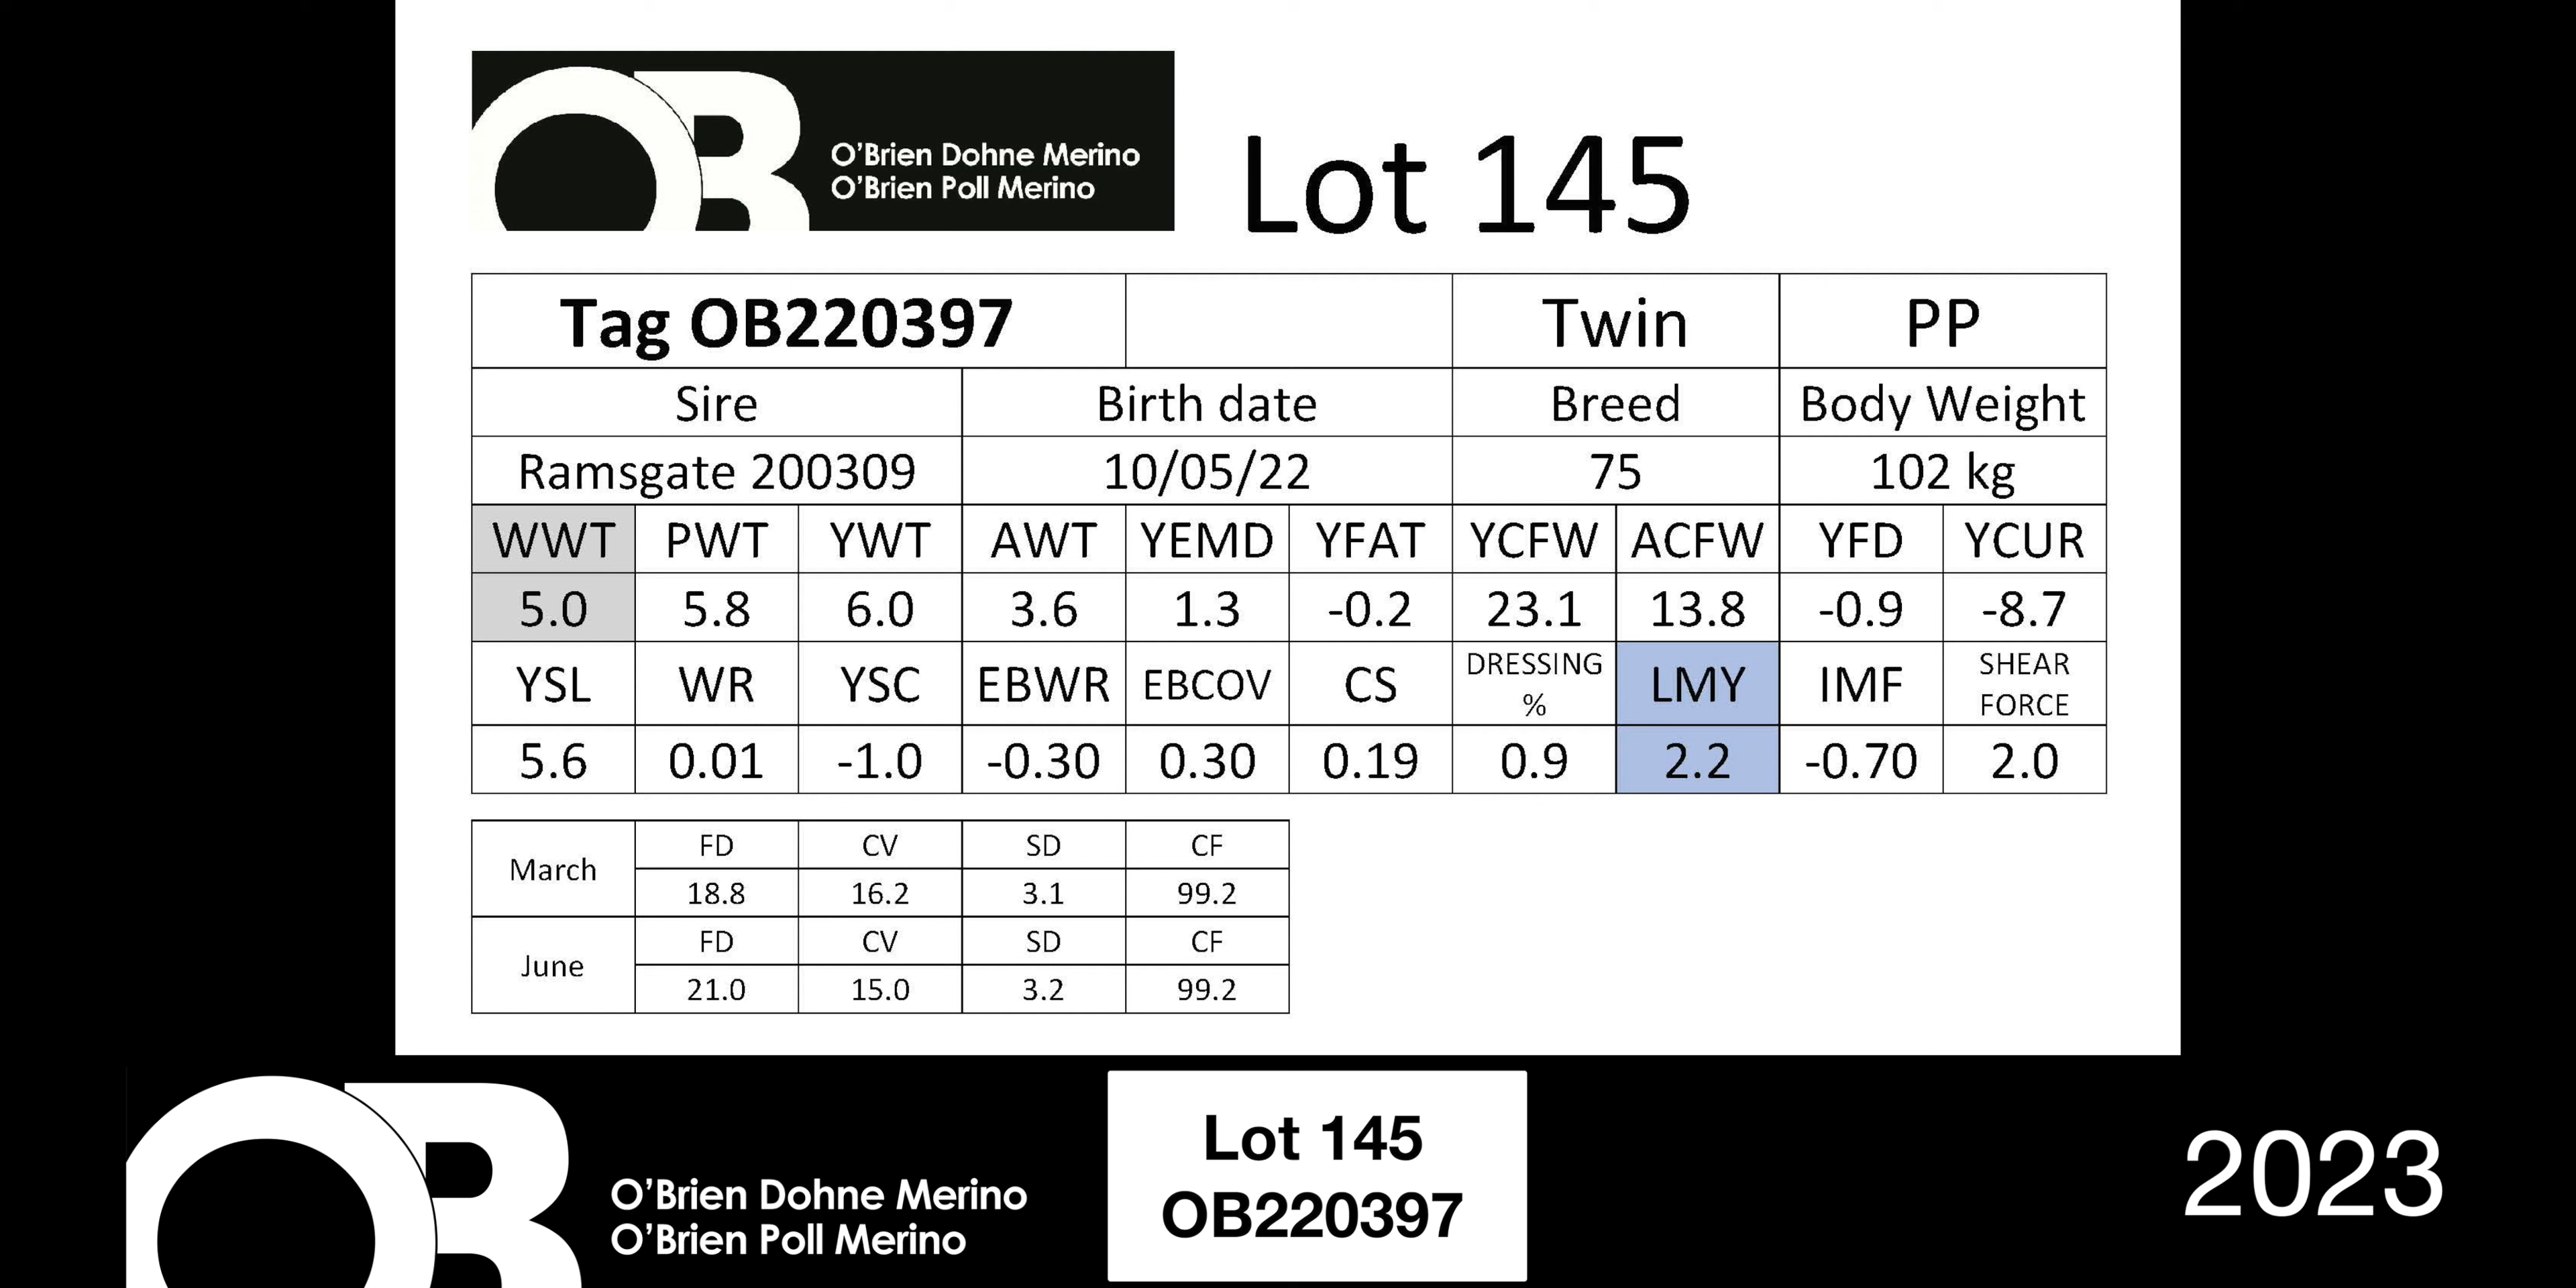 OB
O'Brien Dohne Merino
O'Brien Poll Merino
Lot 145
Tag OB220397 Twin PP
Sire Birth date Breed Body Weight
Ramsgate 200309 10/05/22 75 102 kg
WWT PWT YWT AWT YEMD YFAT YCFW ACFW YFD YCUR
5.0 5.8 6.0 3.6 1.3 -0.2 23.1 13.8 -0.9 -8.7
YSL WR YSC EBWR EBCOV CS DRESSING % LMY IMF SHEAR FORCE
5.6 0.01 -1.0 -0.30 0.30 0.19 0.9 2.2 -0.70 2.0
March FD CV SD CF
18.8 16.2 3.1 99.2
June FD CV SD CF
21.0 15.0 3.2 99.2
OB
O'Brien Dohne Merino
O'Brien Poll Merino
Lot 145
OB220397
2023